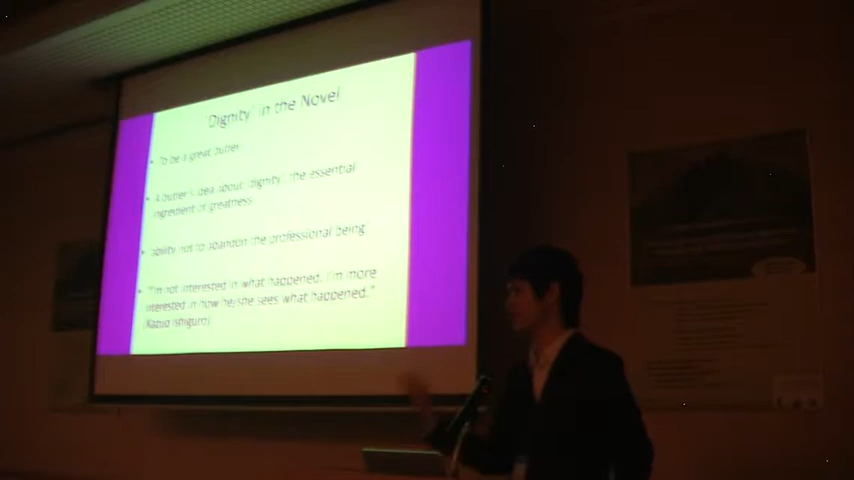 'Dignity' in the Novel
• To be a great butler
• A butler's idea about 'dignity', the essential
ingredient of greatness
• 'ability not to abandon the professional being'
• "I'm not interested in what happened. I'm more
interested in how he/she sees what happened."
(Kazuo Ishiguro)